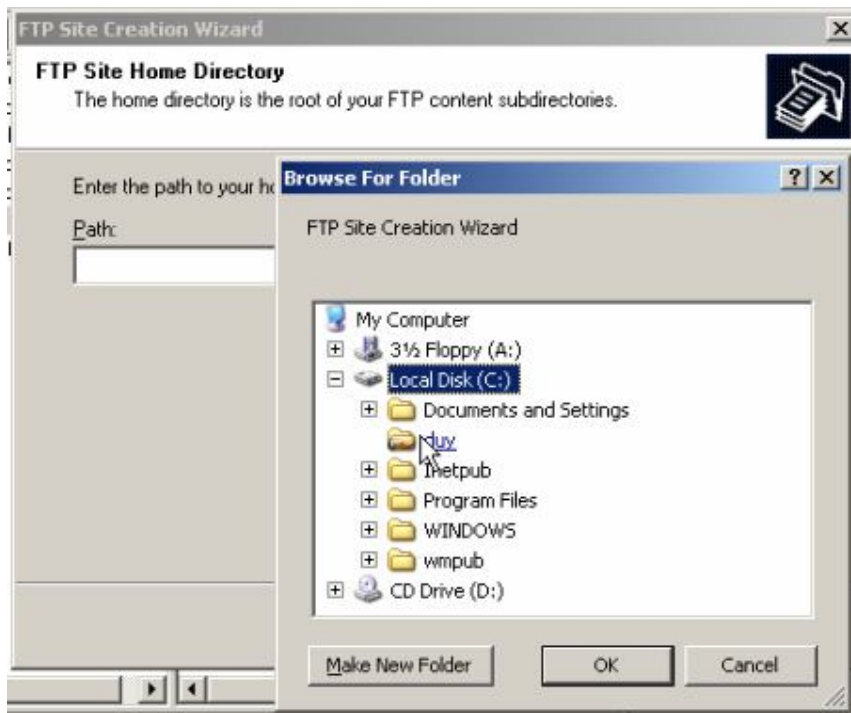 FTP Site Creation Wizard
FTP Site Home Directory
The home directory is the root of your FTP content subdirectories.
Enter the path to your
Path:
Browse For Folder
FTP Site Creation Wizard
My Computer
3½ Floppy (A:)
Local Disk (C:)
Documents and Settings
duy
Inetpub
Program Files
WINDOWS
wmpub
CD Drive (D:)
Make New Folder
OK
Cancel